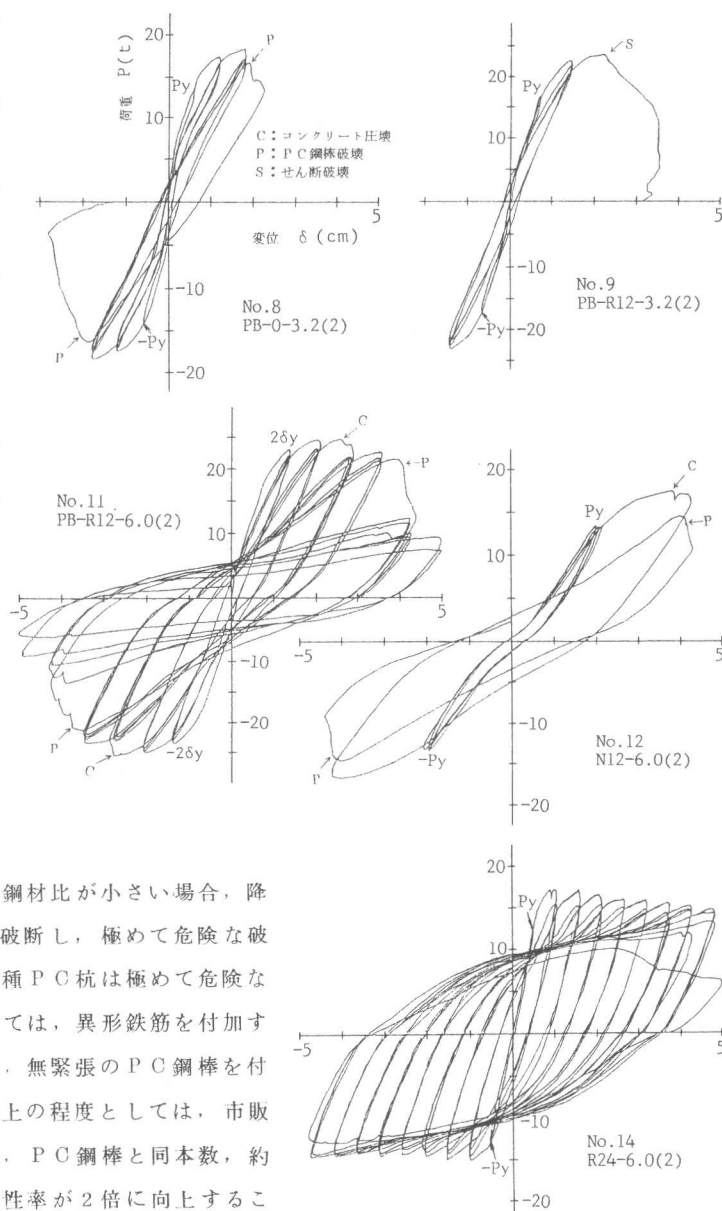 20
P
荷重 P(t)
Py
10
C：コンクリート圧壊
P：PC鋼棒破壊
S：せん断破壊
5
変位 δ(cm)
-10
No.8
PB-O-3.2(2)
-Py
P
-20
20
S
Py
10
5
-10
No.9
PB-R12-3.2(2)
-Py
-20
C
2δy
20
P
No.11
PB-R12-6.0(2)
10
-5
5
-10
-20
P
C
-2δy
20
C
Py
P
10
-5
5
-10
No.12
N12-6.0(2)
P
-Py
-20
20
Py
10
-5
5
-10
No.14
R24-6.0(2)
-Py
-20
鋼材比が小さい場合，降
破断し，極めて危険な破
種PC杭は極めて危険な
ては，異形鉄筋を付加す
，無緊張のPC鋼棒を付
上の程度としては，市販
，PC鋼棒と同本数，約
性率が2倍に向上するこ